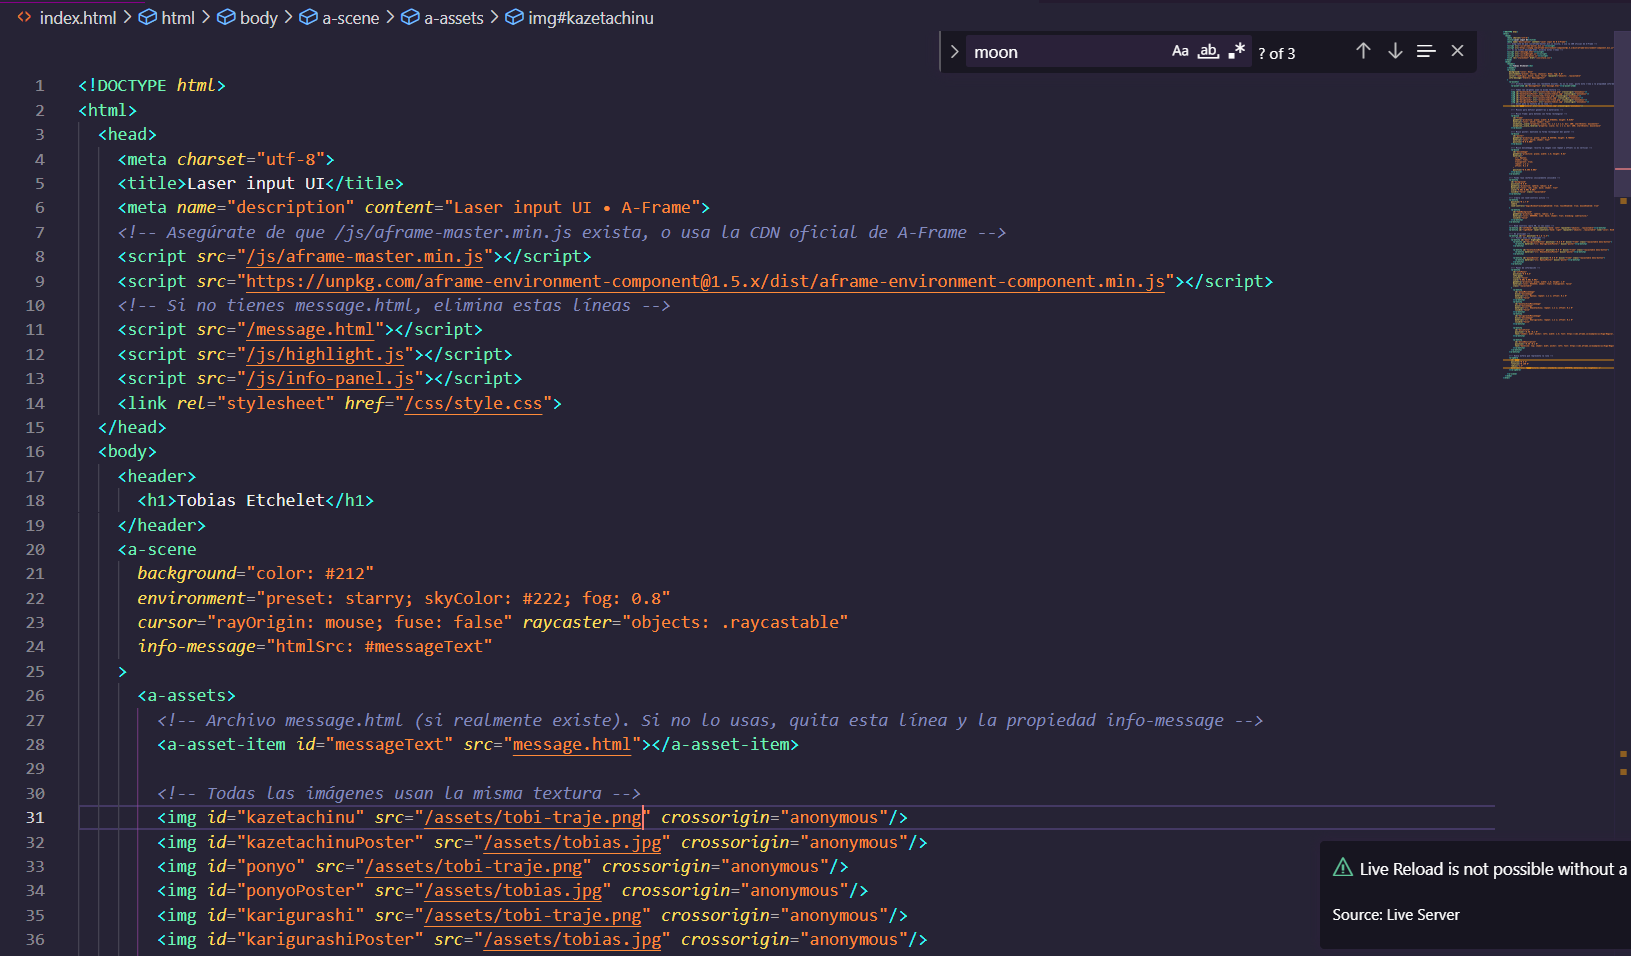 index.html > html > body > a-scene > a-assets > img#kazetachinu
moon Aa ab .* ? of 3
1 <!DOCTYPE html>
2 <html>
3 <head>
4 <meta charset="utf-8">
5 <title>Laser input UI</title>
6 <meta name="description" content="Laser input UI • A-Frame">
7 <!-- Asegúrate de que /js/aframe-master.min.js exista, o usa la CDN oficial de A-Frame -->
8 <script src="/js/aframe-master.min.js"></script>
9 <script src="https://unpkg.com/aframe-environment-component@1.5.x/dist/aframe-environment-component.min.js"></script>
10 <!-- Si no tienes message.html, elimina estas líneas -->
11 <script src="/message.html"></script>
12 <script src="/js/highlight.js"></script>
13 <script src="/js/info-panel.js"></script>
14 <link rel="stylesheet" href="/css/style.css">
15 </head>
16 <body>
17 <header>
18 <h1>Tobias Etchelet</h1>
19 </header>
20 <a-scene
21 background="color: #212"
22 environment="preset: starry; skyColor: #222; fog: 0.8"
23 cursor="rayOrigin: mouse; fuse: false" raycaster="objects: .raycastable"
24 info-message="htmlSrc: #messageText"
25 >
26 <a-assets>
27 <!-- Archivo message.html (si realmente existe). Si no lo usas, quita esta línea y la propiedad info-message -->
28 <a-asset-item id="messageText" src="message.html"></a-asset-item>
29
30 <!-- Todas las imágenes usan la misma textura -->
31 <img id="kazetachinu" src="/assets/tobi-traje.png" crossorigin="anonymous"/>
32 <img id="kazetachinuPoster" src="/assets/tobias.jpg" crossorigin="anonymous"/>
33 <img id="ponyo" src="/assets/tobi-traje.png" crossorigin="anonymous"/>
34 <img id="ponyoPoster" src="/assets/tobias.jpg" crossorigin="anonymous"/>
35 <img id="karigurashi" src="/assets/tobi-traje.png" crossorigin="anonymous"/>
36 <img id="karigurashiPoster" src="/assets/tobias.jpg" crossorigin="anonymous"/>
Live Reload is not possible without a
Source: Live Server